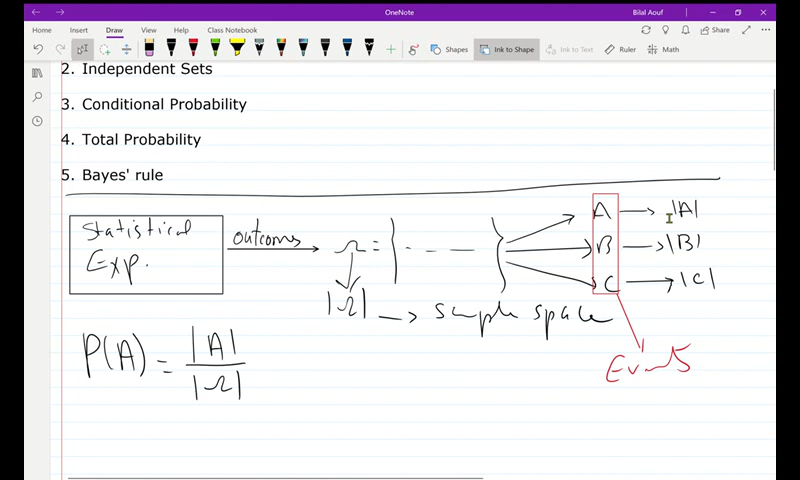 OneNote
Bilal Aouf
Home Insert Draw View Help Class Notebook
Share
Shapes Ink to Shape Ink to Text Ruler Math
2. Independent Sets
3. Conditional Probability
4. Total Probability
5. Bayes' rule
Statistical
Exp.
outcomes
Ω = {
}
A → |A|
B → |B|
C → |C|
|Ω| → sample space
P(A) = |A| / |Ω|
Events